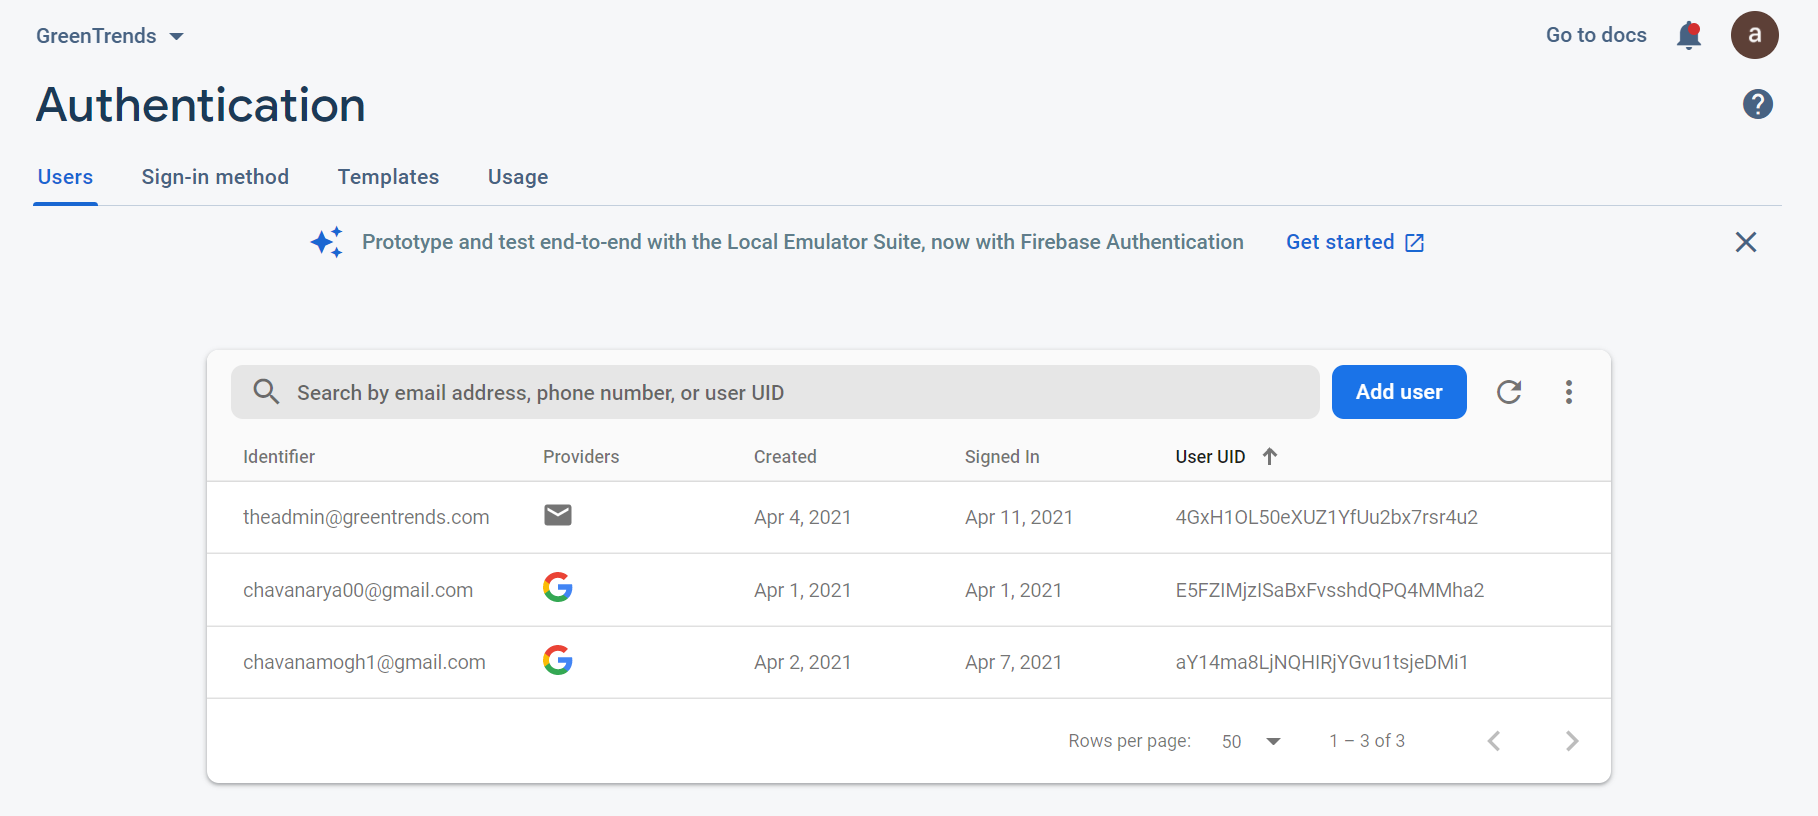 GreenTrends
Go to docs
a
Authentication
?
Users Sign-in method Templates Usage
Prototype and test end-to-end with the Local Emulator Suite, now with Firebase Authentication Get started
Search by email address, phone number, or user UID
Add user
Identifier Providers Created Signed In User UID
theadmin@greentrends.com Apr 4, 2021 Apr 11, 2021 4GxH1OL50eXUZ1YfUu2bx7rsr4u2
chavanarya00@gmail.com Apr 1, 2021 Apr 1, 2021 E5FZIMjzISaBxFvsshdQPQ4MMha2
chavanamogh1@gmail.com Apr 2, 2021 Apr 7, 2021 aY14ma8LjNQHIRjYGvu1tsjeDMi1
Rows per page: 50 1 – 3 of 3